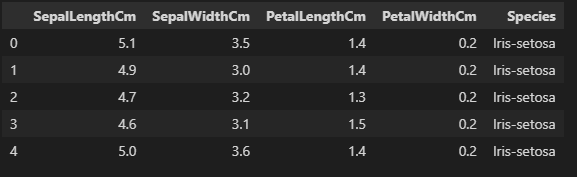 SepalLengthCm SepalWidthCm PetalLengthCm PetalWidthCm Species
0 5.1 3.5 1.4 0.2 Iris-setosa
1 4.9 3.0 1.4 0.2 Iris-setosa
2 4.7 3.2 1.3 0.2 Iris-setosa
3 4.6 3.1 1.5 0.2 Iris-setosa
4 5.0 3.6 1.4 0.2 Iris-setosa